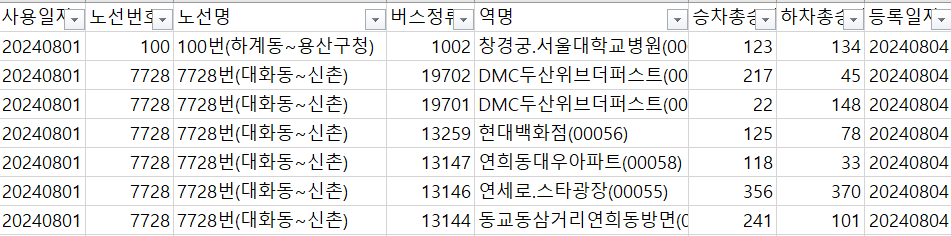 사용일자 노선번호 노선명 버스정류 역명 승차총승 하차총승 등록일자
20240801 100 100번(하계동~용산구청) 1002 창경궁.서울대학교병원(00 123 134 20240804
20240801 7728 7728번(대화동~신촌) 19702 DMC두산위브더퍼스트(00 217 45 20240804
20240801 7728 7728번(대화동~신촌) 19701 DMC두산위브더퍼스트(00 22 148 20240804
20240801 7728 7728번(대화동~신촌) 13259 현대백화점(00056) 125 78 20240804
20240801 7728 7728번(대화동~신촌) 13147 연희동대우아파트(00058) 118 33 20240804
20240801 7728 7728번(대화동~신촌) 13146 연세로.스타광장(00055) 356 370 20240804
20240801 7728 7728번(대화동~신촌) 13144 동교동삼거리연희동방면(0 241 101 20240804